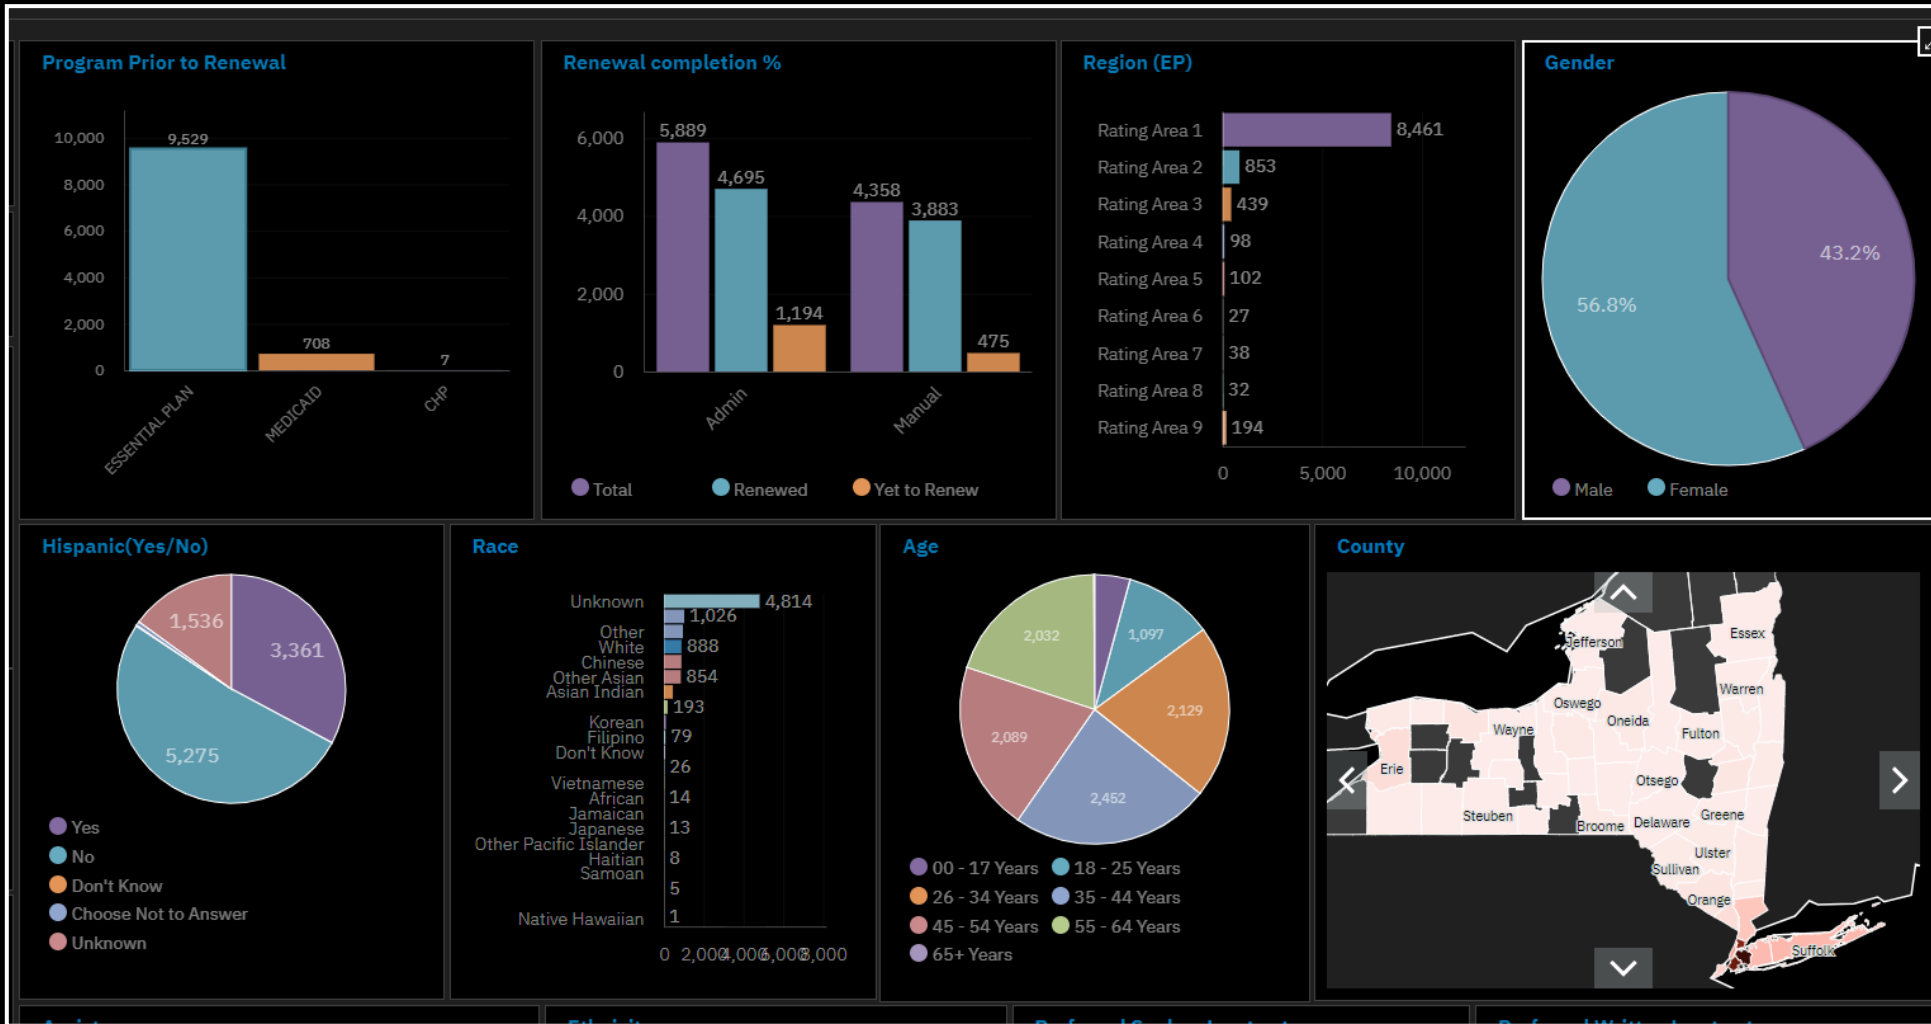 Program Prior to Renewal
10,000
8,000
6,000
4,000
2,000
0
9,529
708
7
ESSENTIAL PLAN
MEDICAID
CHP
Renewal completion %
6,000
4,000
2,000
0
5,889
4,695
1,194
4,358
3,883
475
Admin
Manual
Total
Renewed
Yet to Renew
Region (EP)
Rating Area 1 8,461
Rating Area 2 853
Rating Area 3 439
Rating Area 4 98
Rating Area 5 102
Rating Area 6 27
Rating Area 7 38
Rating Area 8 32
Rating Area 9 194
0 5,000 10,000
Gender
43.2%
56.8%
Male Female
Hispanic(Yes/No)
1,536
3,361
5,275
Yes
No
Don't Know
Choose Not to Answer
Unknown
Race
Unknown 4,814
1,026
Other
White 888
Chinese
Other Asian 854
Asian Indian
193
Korean
Filipino 79
Don't Know
26
Vietnamese
African 14
Jamaican
Japanese 13
Other Pacific Islander
Haitian 8
Samoan
5
Native Hawaiian 1
0 2,000 4,000 6,000 8,000
Age
2,032
1,097
2,129
2,089
2,452
00 - 17 Years 18 - 25 Years
26 - 34 Years 35 - 44 Years
45 - 54 Years 55 - 64 Years
65+ Years
County
Essex
Jefferson
Warren
Oswego
Oneida
Wayne
Fulton
Erie
Otsego
Steuben
Broome
Delaware
Greene
Ulster
Sullivan
Orange
Suffolk